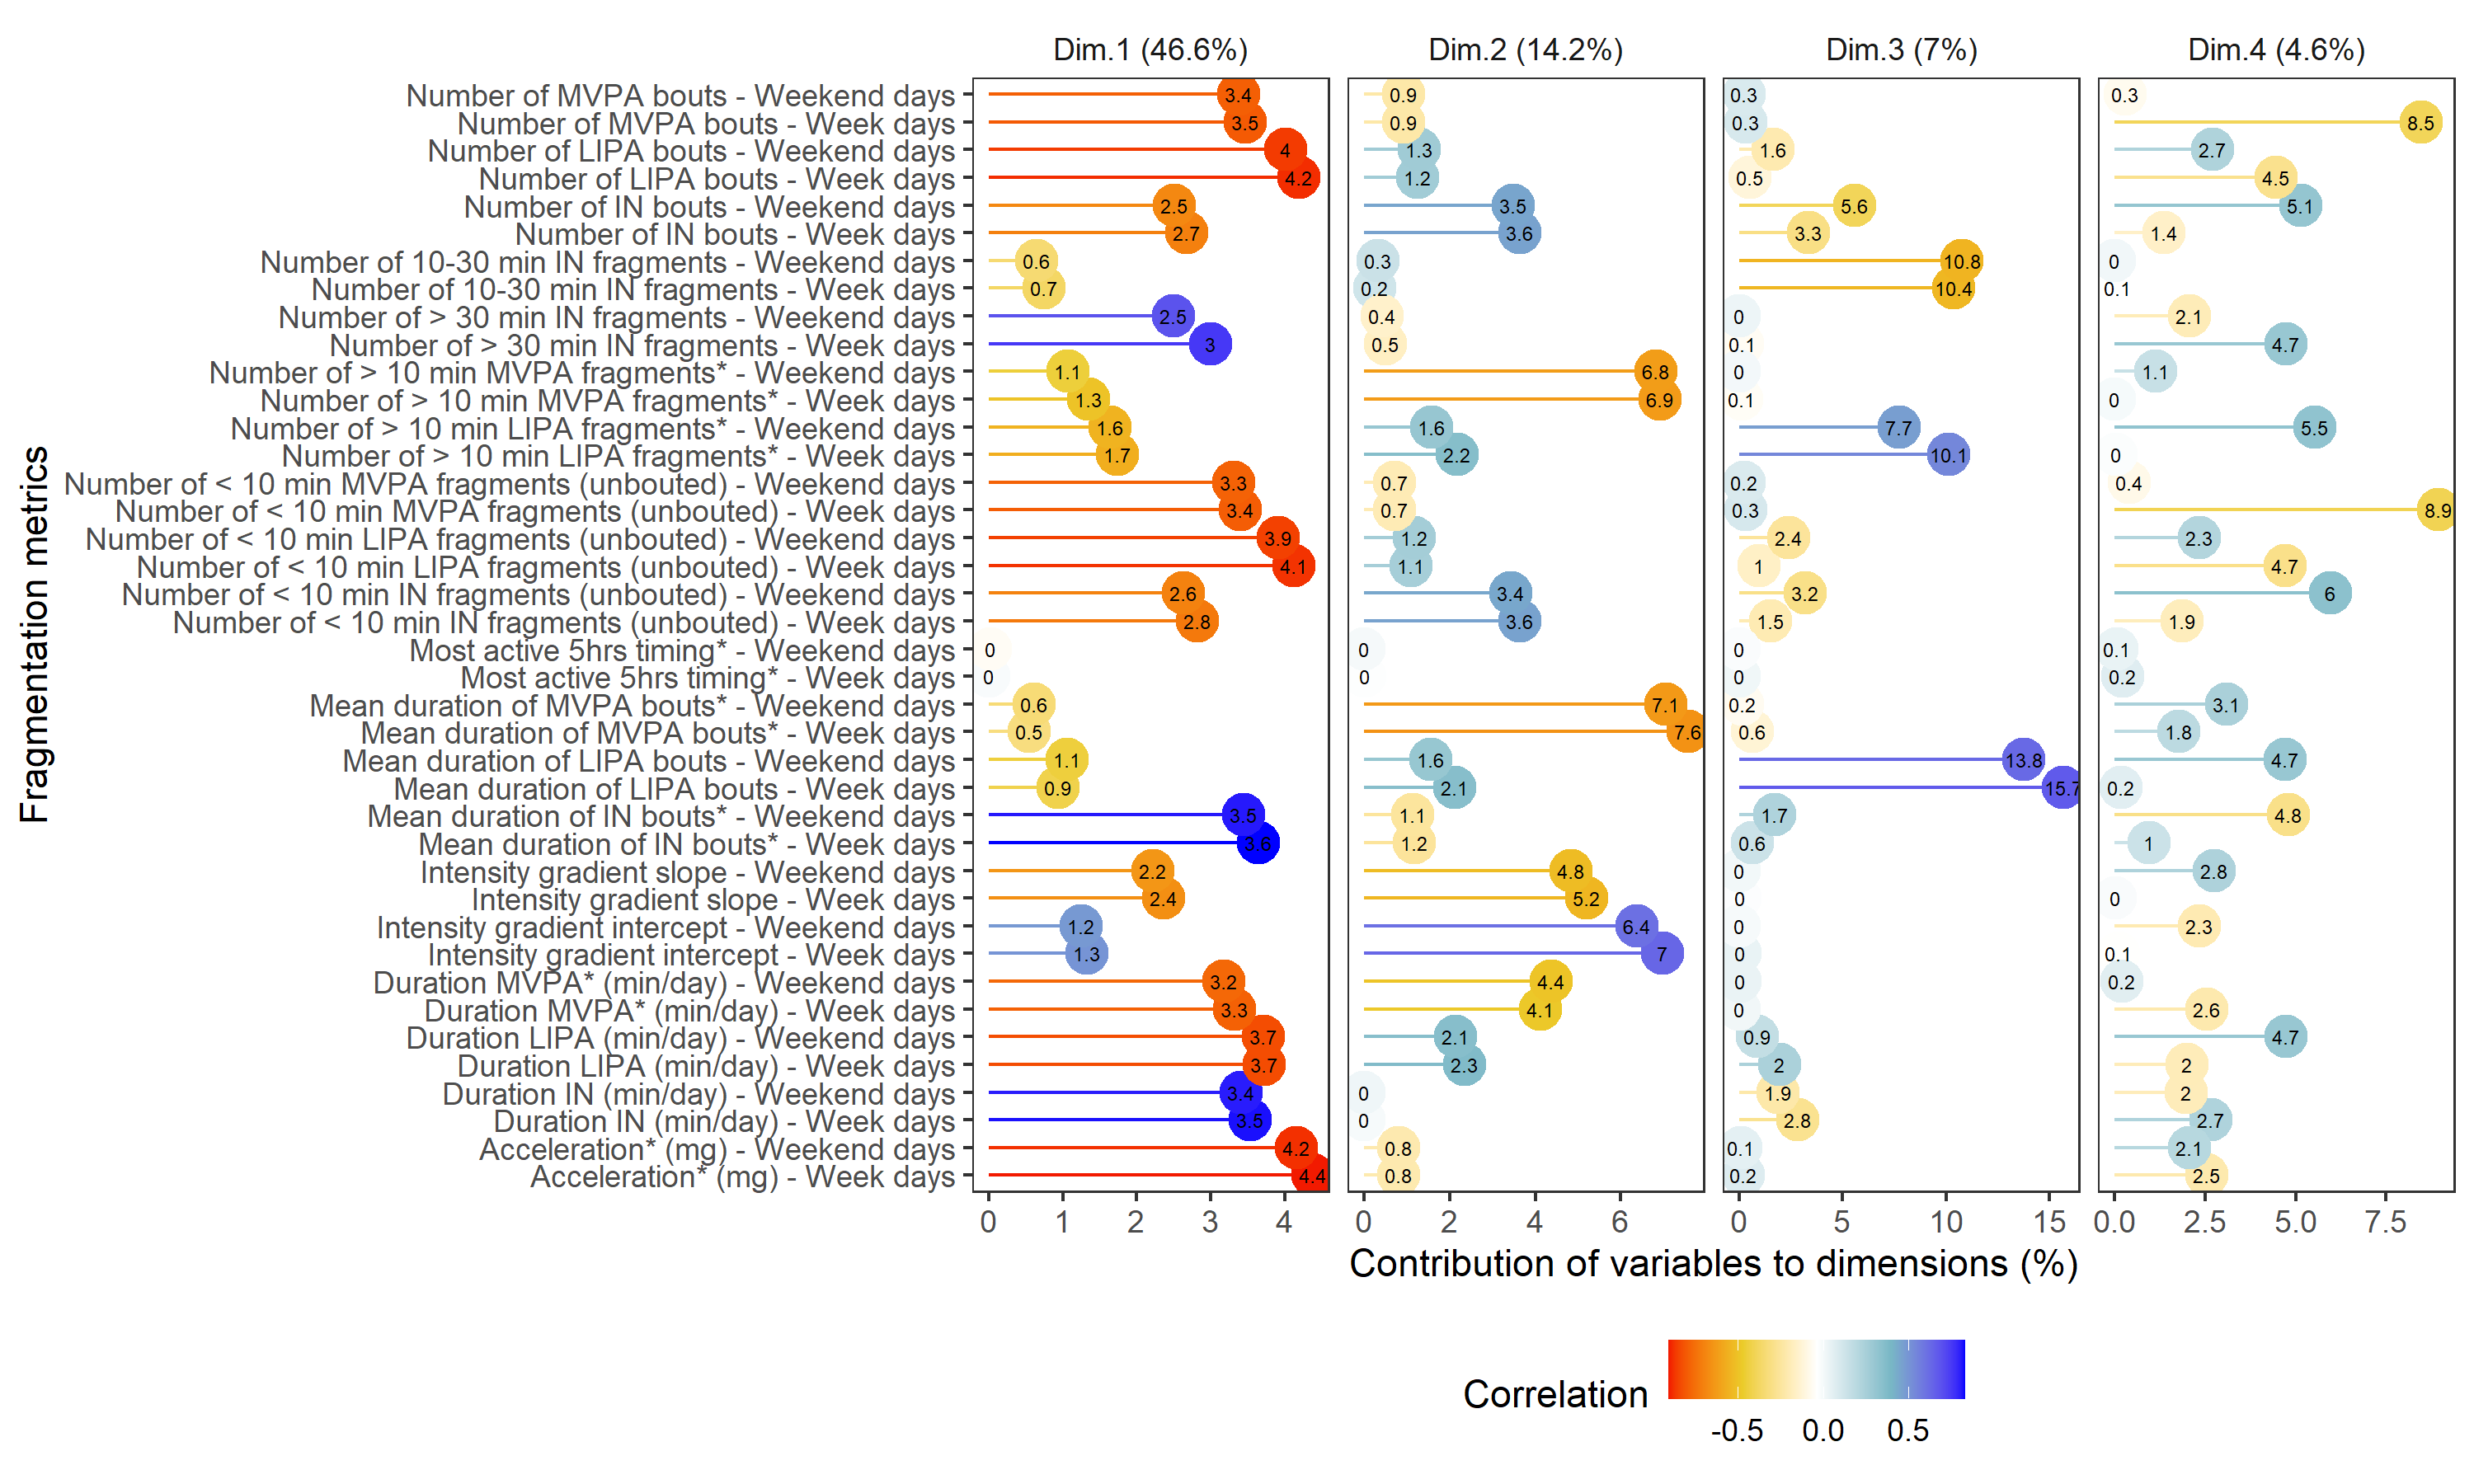 Dim.1 (46.6%) Dim.2 (14.2%) Dim.3 (7%) Dim.4 (4.6%)
Fragmentation metrics
Number of MVPA bouts - Weekend days 3.4 0.9 0.3 0.3
Number of MVPA bouts - Week days 3.5 0.9 0.3 8.5
Number of LIPA bouts - Weekend days 4 1.3 1.6 2.7
Number of LIPA bouts - Week days 4.2 1.2 0.5 4.5
Number of IN bouts - Weekend days 2.5 3.5 5.6 5.1
Number of IN bouts - Week days 2.7 3.6 3.3 1.4
Number of 10-30 min IN fragments - Weekend days 0.6 0.3 10.8 0
Number of 10-30 min IN fragments - Week days 0.7 0.2 10.4 0.1
Number of > 30 min IN fragments - Weekend days 2.5 0.4 0 2.1
Number of > 30 min IN fragments - Week days 3 0.5 0.1 4.7
Number of > 10 min MVPA fragments* - Weekend days 1.1 6.8 0 1.1
Number of > 10 min MVPA fragments* - Week days 1.3 6.9 0.1 0
Number of > 10 min LIPA fragments* - Weekend days 1.6 1.6 7.7 5.5
Number of > 10 min LIPA fragments* - Week days 1.7 2.2 10.1 0
Number of < 10 min MVPA fragments (unbouted) - Weekend days 3.3 0.7 0.2 0.4
Number of < 10 min MVPA fragments (unbouted) - Week days 3.4 0.7 0.3 8.9
Number of < 10 min LIPA fragments (unbouted) - Weekend days 3.9 1.2 2.4 2.3
Number of < 10 min LIPA fragments (unbouted) - Week days 4.1 1.1 1 4.7
Number of < 10 min IN fragments (unbouted) - Weekend days 2.6 3.4 3.2 6
Number of < 10 min IN fragments (unbouted) - Week days 2.8 3.6 1.5 1.9
Most active 5hrs timing* - Weekend days 0 0 0 0.1
Most active 5hrs timing* - Week days 0 0 0 0.2
Mean duration of MVPA bouts* - Weekend days 0.6 7.1 0.2 3.1
Mean duration of MVPA bouts* - Week days 0.5 7.6 0.6 1.8
Mean duration of LIPA bouts - Weekend days 1.1 1.6 13.8 4.7
Mean duration of LIPA bouts - Week days 0.9 2.1 15.7 0.2
Mean duration of IN bouts* - Weekend days 3.5 1.1 1.7 4.8
Mean duration of IN bouts* - Week days 3.6 1.2 0.6 1
Intensity gradient slope - Weekend days 2.2 4.8 0 2.8
Intensity gradient slope - Week days 2.4 5.2 0 0
Intensity gradient intercept - Weekend days 1.2 6.4 0 2.3
Intensity gradient intercept - Week days 1.3 7 0 0.1
Duration MVPA* (min/day) - Weekend days 3.2 4.4 0 0.2
Duration MVPA* (min/day) - Week days 3.3 4.1 0 2.6
Duration LIPA (min/day) - Weekend days 3.7 2.1 0.9 4.7
Duration LIPA (min/day) - Week days 3.7 2.3 2 2
Duration IN (min/day) - Weekend days 3.4 0 1.9 2
Duration IN (min/day) - Week days 3.5 0 2.8 2.7
Acceleration* (mg) - Weekend days 4.2 0.8 0.1 2.1
Acceleration* (mg) - Week days 4.4 0.8 0.2 2.5
0 1 2 3 4 0 2 4 6 0 5 10 15 0.0 2.5 5.0 7.5
Contribution of variables to dimensions (%)
Correlation
-0.5 0.0 0.5